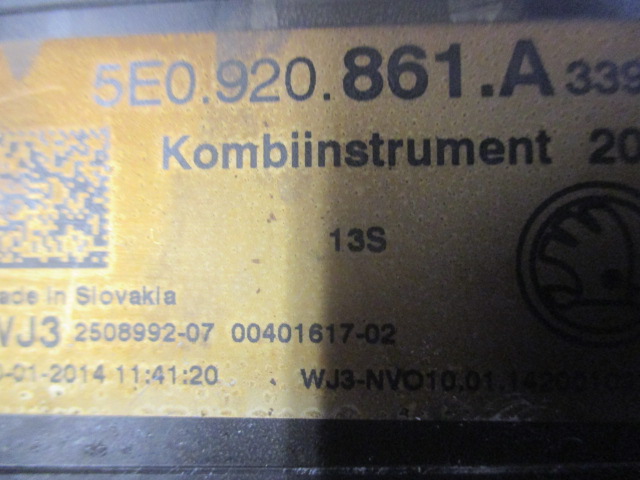 5E0.920.861.A 339
Kombiinstrument 20
13S
ade in Slovakia
WJ3 2508992-07 00401617-02
-01-2014 11:41:20 WJ3-NVO10.01.1420010